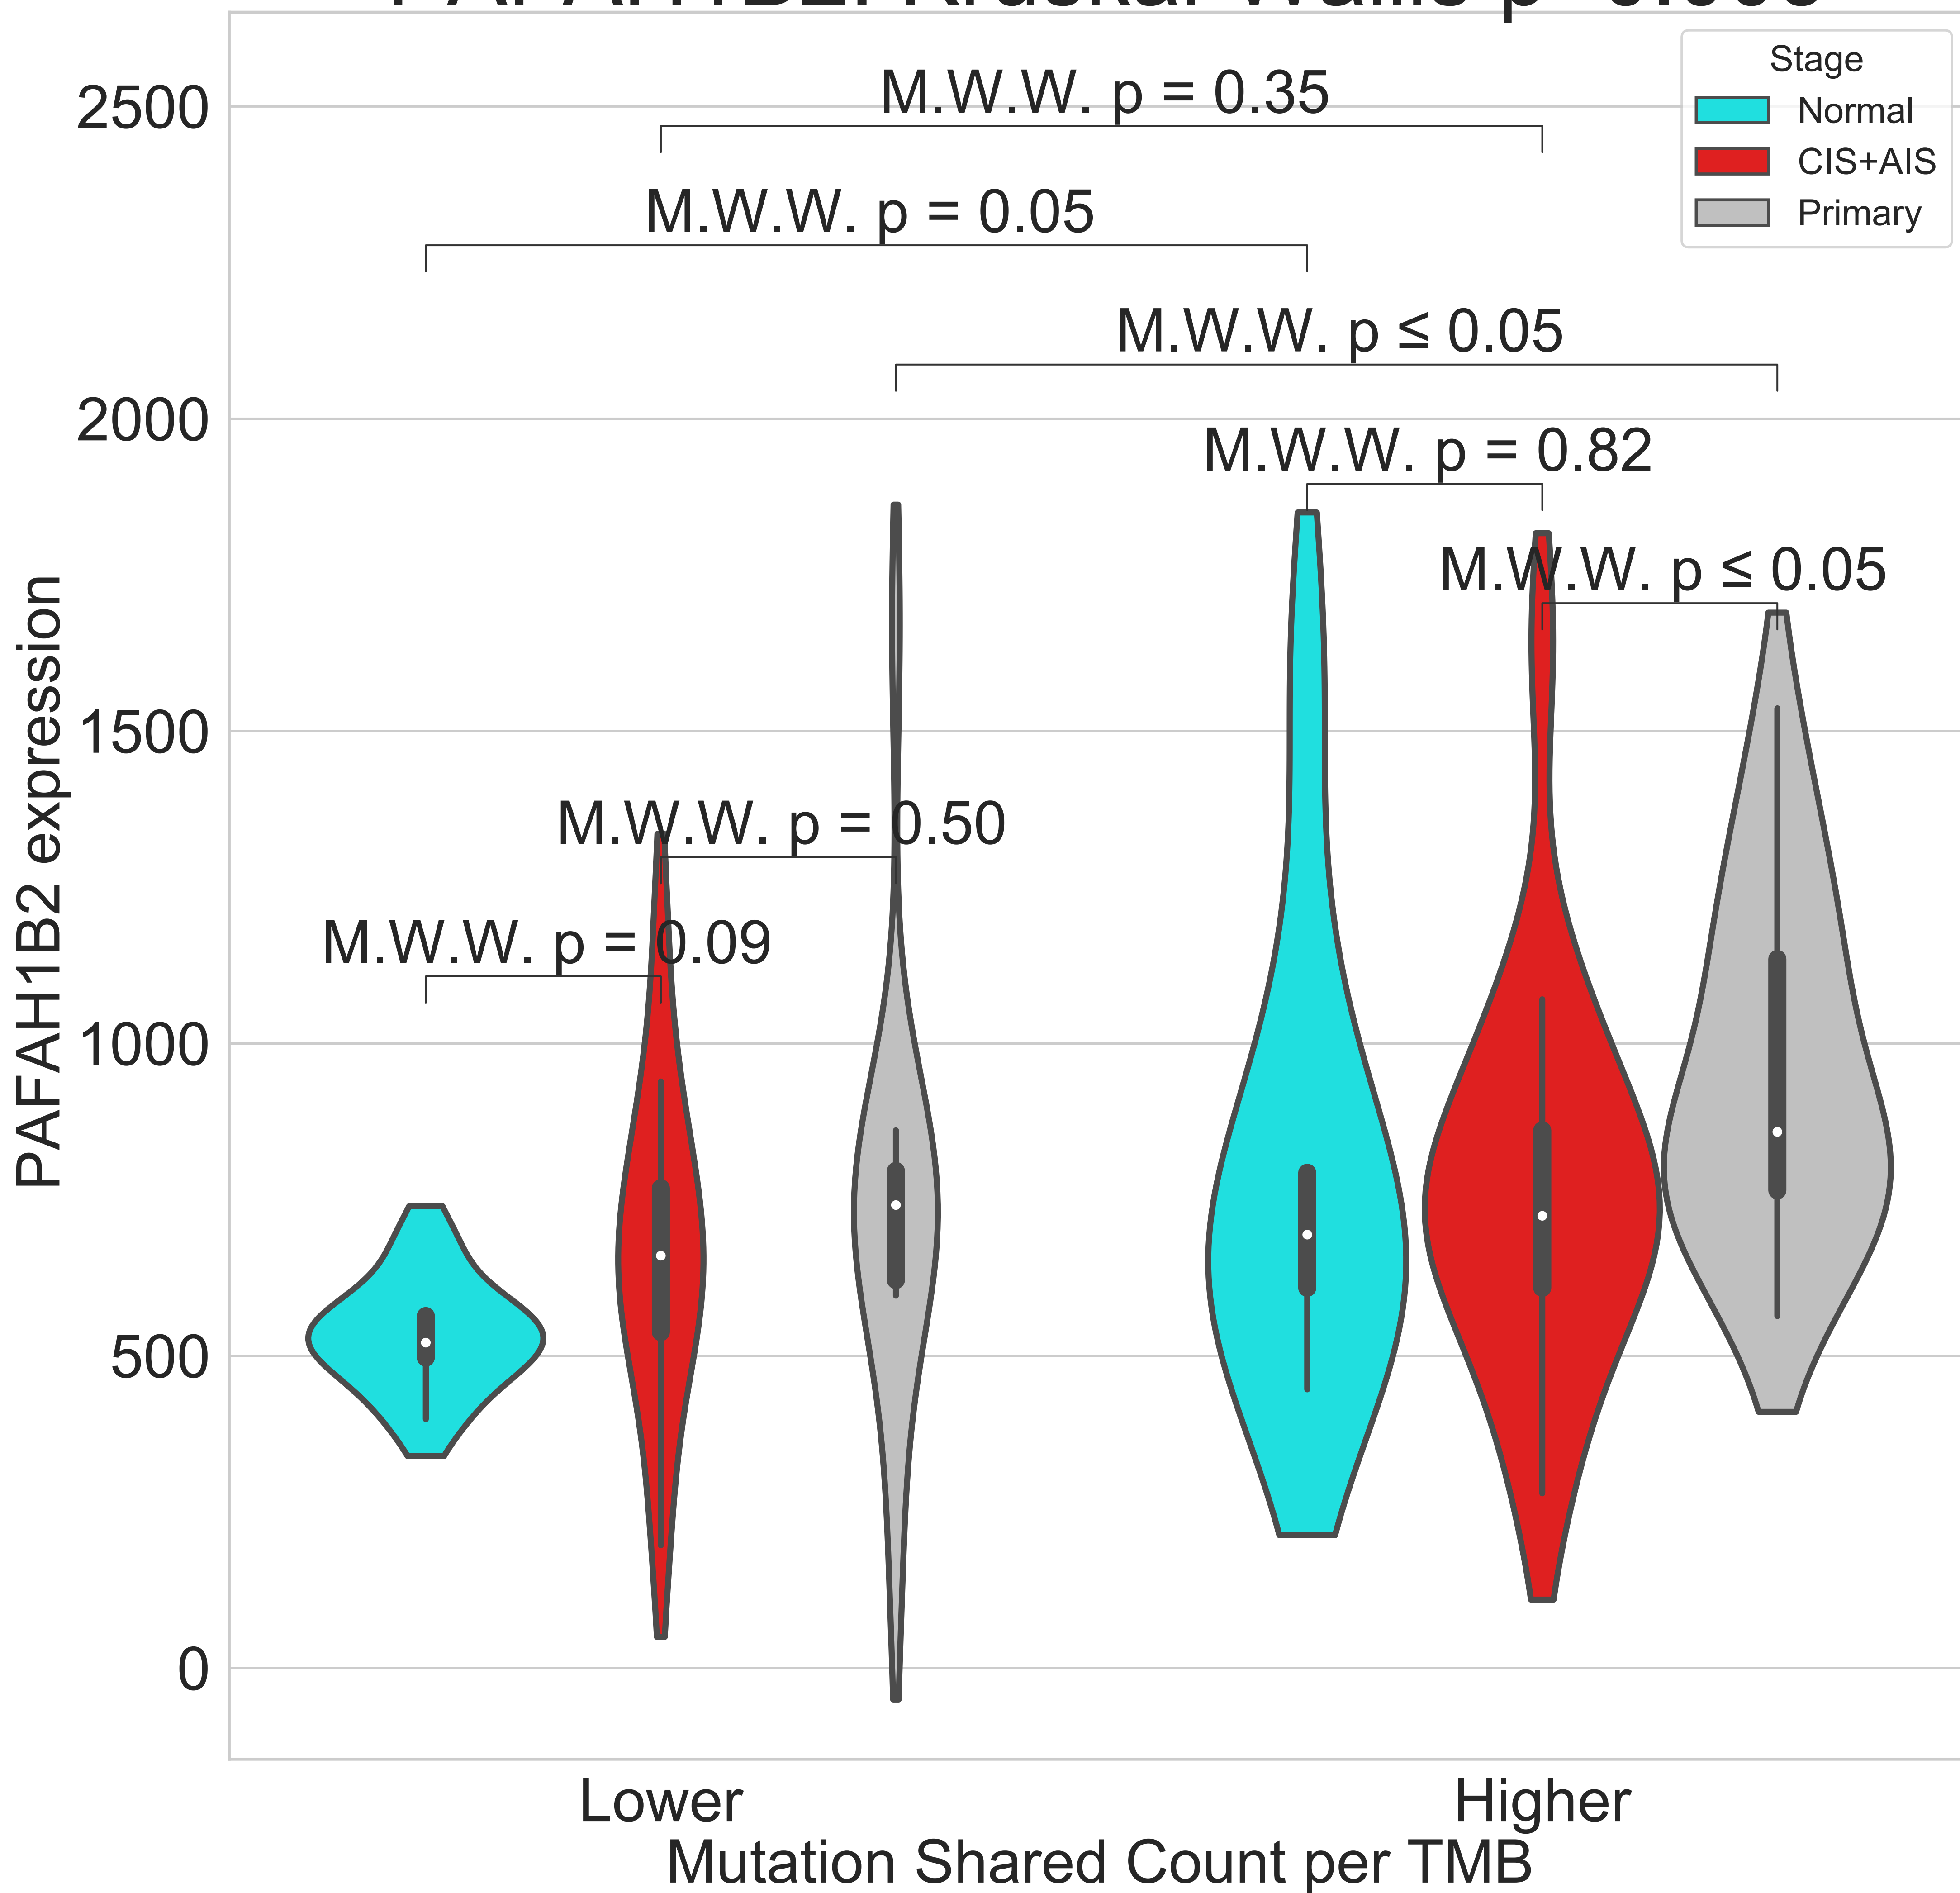 Stage
Normal
CIS+AIS
Primary
M.W.W. p = 0.35
M.W.W. p = 0.05
M.W.W. p ≤ 0.05
M.W.W. p = 0.82
M.W.W. p ≤ 0.05
M.W.W. p = 0.50
M.W.W. p = 0.09
2500
2000
1500
1000
500
0
PAFAH1B2 expression
Lower
Higher
Mutation Shared Count per TMB